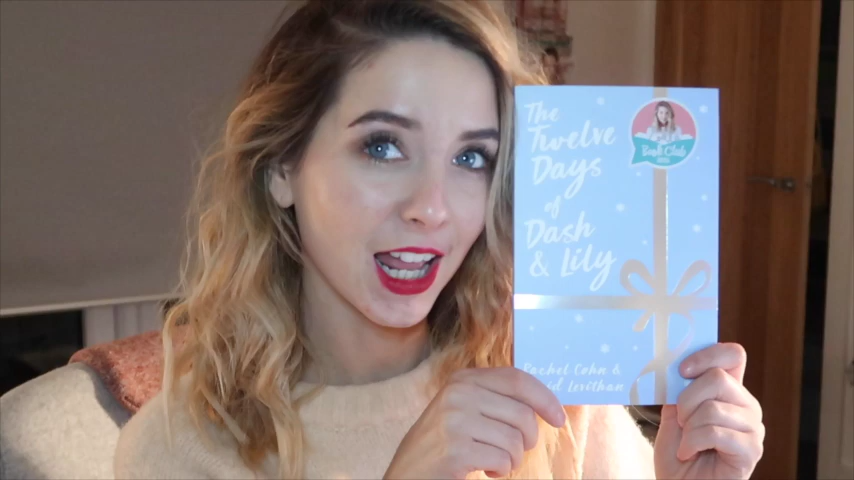 The
Twelve
Days
of
Dash
& Lily
Book Club
Rachel Cohn &
Levithan